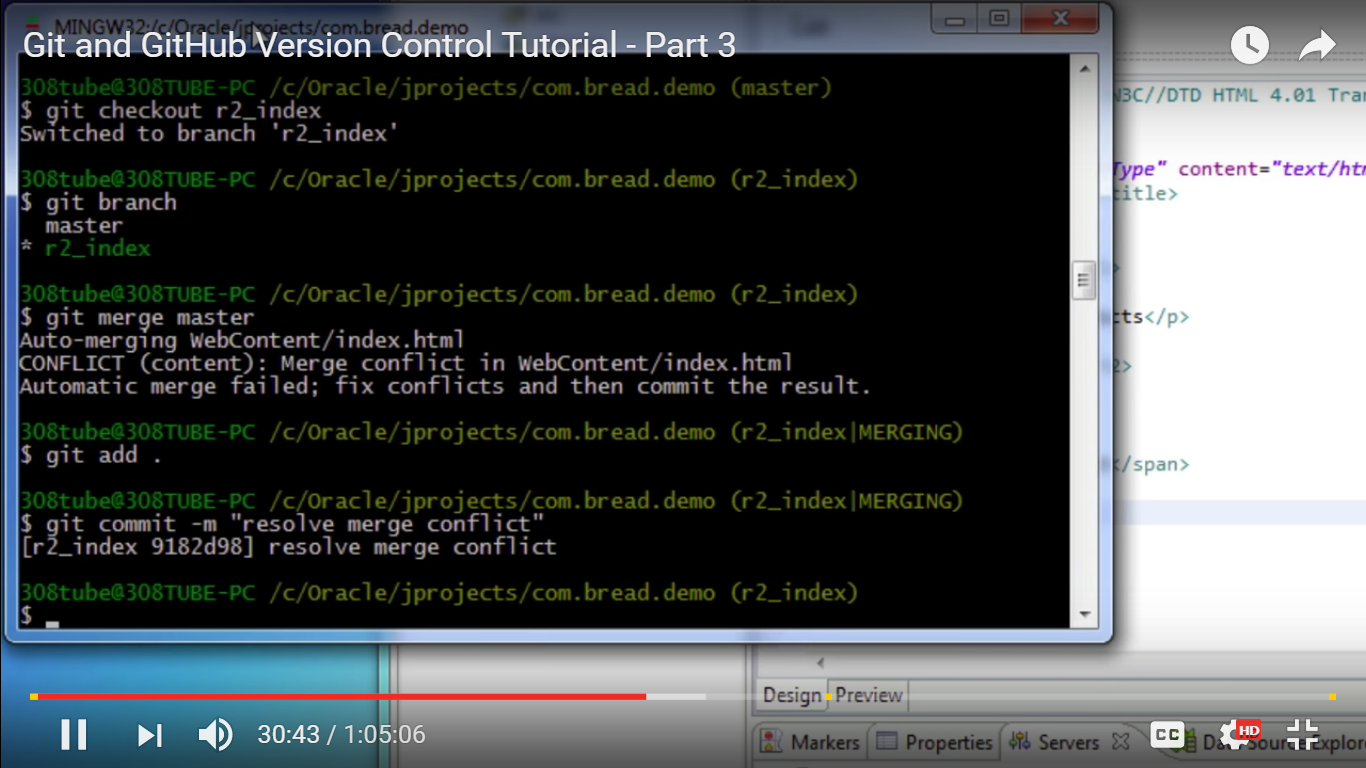 MINGW32:/c/Oracle/jprojects/com.bread.demo
Git and GitHub Version Control Tutorial - Part 3
308tube@308TUBE-PC /c/Oracle/jprojects/com.bread.demo (master)
$ git checkout r2_index
Switched to branch 'r2_index'
308tube@308TUBE-PC /c/Oracle/jprojects/com.bread.demo (r2_index)
$ git branch
master
* r2_index
308tube@308TUBE-PC /c/Oracle/jprojects/com.bread.demo (r2_index)
$ git merge master
Auto-merging WebContent/index.html
CONFLICT (content): Merge conflict in WebContent/index.html
Automatic merge failed; fix conflicts and then commit the result.
308tube@308TUBE-PC /c/Oracle/jprojects/com.bread.demo (r2_index|MERGING)
$ git add .
308tube@308TUBE-PC /c/Oracle/jprojects/com.bread.demo (r2_index|MERGING)
$ git commit -m "resolve merge conflict"
[r2_index 9182d98] resolve merge conflict
308tube@308TUBE-PC /c/Oracle/jprojects/com.bread.demo (r2_index)
$
W3C//DTD HTML 4.01 Tran
Type" content="text/htm
title>
>
cts</p>
2>
</span>
Design Preview
30:43 / 1:05:06
CC HD
Markers Properties Servers Data Source Explor